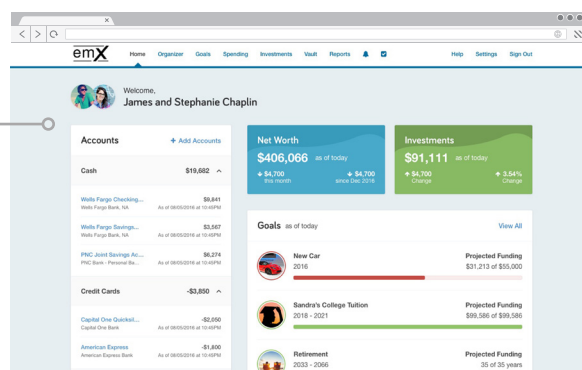 emX
Home Organizer Goals Spending Investments Vault Reports Help Settings Sign Out
Welcome,
James and Stephanie Chaplin
Accounts + Add Accounts
Cash $19,682
Wells Fargo Checking... $9,841
Wells Fargo Bank, NA As of 08/05/2016 at 10:45PM
Wells Fargo Savings... $3,567
Wells Fargo Bank, NA As of 08/05/2016 at 10:45PM
PNC Joint Savings Ac... $6,274
PNC Bank - Personal Ba... As of 08/05/2016 at 10:45PM
Credit Cards -$3,850
Capital One Quicksil... -$2,050
Capital One Bank As of 08/05/2016 at 10:45PM
American Express -$1,800
American Express Bank As of 08/05/2016 at 10:45PM
Net Worth
$406,066 as of today
$4,700 $4,700
this month since Dec 2016
Investments
$91,111 as of today
$4,700 3.54%
Change Change
Goals as of today View All
New Car Projected Funding
2016 $31,213 of $55,000
Sandra's College Tuition Projected Funding
2018 - 2021 $99,586 of $99,586
Retirement Projected Funding
2033 - 2066 35 of 35 years